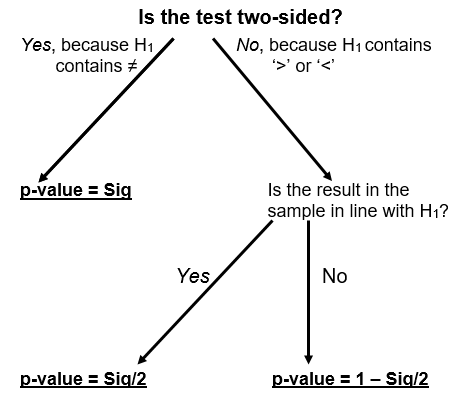 Is the test two-sided?
Yes, because H1
contains ≠
No, because H1 contains
‘>’ or ‘<’
p-value = Sig
Is the result in the
sample in line with H1?
Yes
No
p-value = Sig/2
p-value = 1 – Sig/2